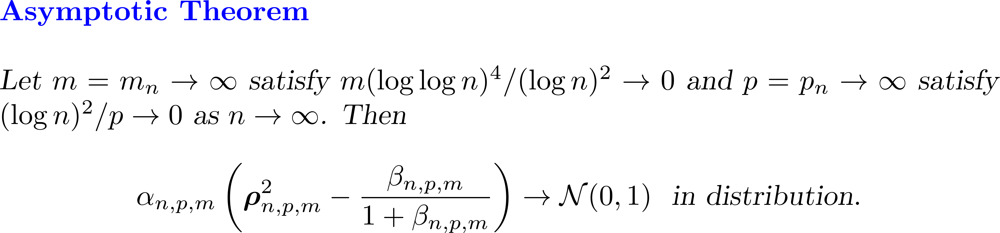 Asymptotic Theorem
Let $m = m_n \to \infty$ satisfy $m(\log\log n)^4/(\log n)^2 \to 0$ and $p = p_n \to \infty$ satisfy
$(\log n)^2/p \to 0$ as $n \to \infty$. Then
$\alpha_{n,p,m} \left( \boldsymbol{\rho}^2_{n,p,m} - \frac{\beta_{n,p,m}}{1 + \beta_{n,p,m}} \right) \to \mathcal{N}(0, 1)$ in distribution.